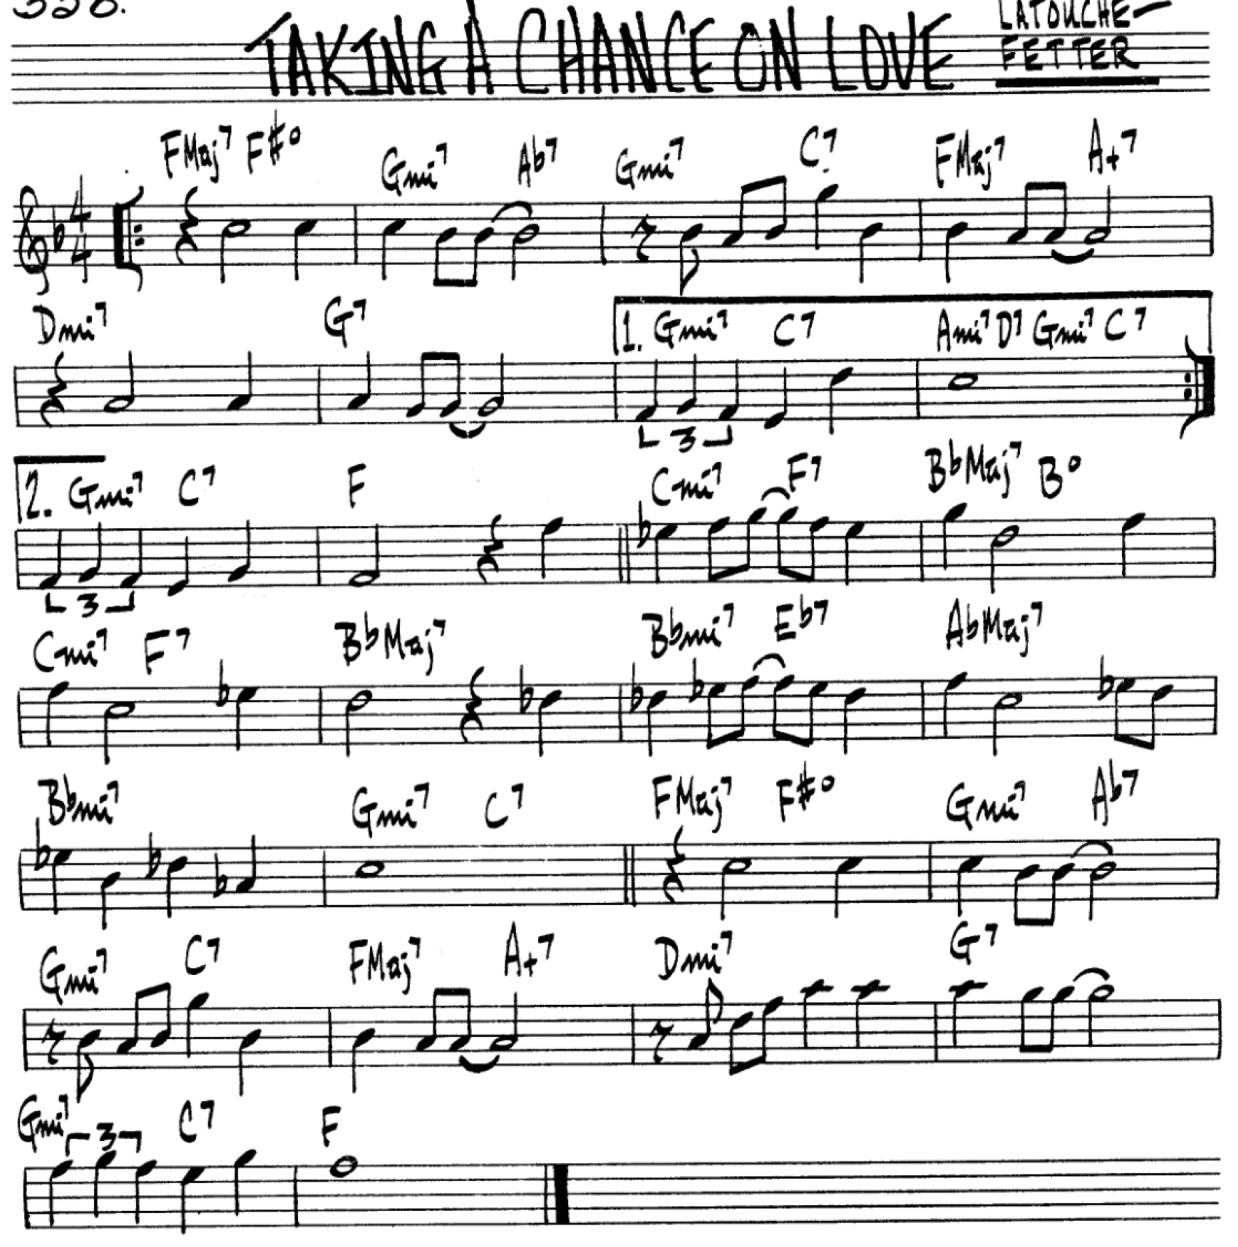 338.
TAKING A CHANCE ON LOVE
LATOUCHE-
FETTER
FMaj7 F#o Gmi7 Ab7 Gmi7 C7 FMaj7 A+7
4
4
Dmi7 G7 1. Gmi7 C7 Ami7 D7 Gmi7 C7
3
2. Gmi7 C7 F Cmi7 F7 BbMaj7 Bo
3
Cmi7 F7 BbMaj7 Bbmi7 Eb7 AbMaj7
Bbmi7 Gmi7 C7 FMaj7 F#o Gmi7 Ab7
Gmi7 C7 FMaj7 A+7 Dmi7 G7
Gmi7 3 C7 F